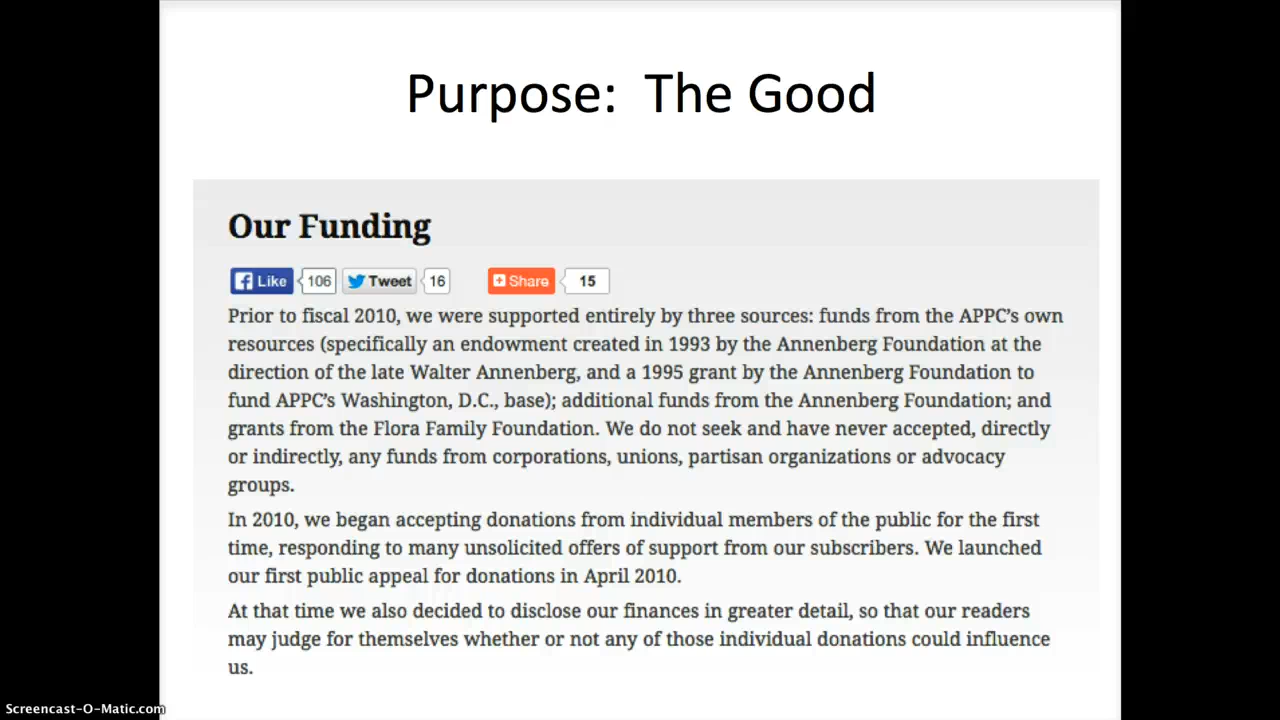 Purpose: The Good
Our Funding
Like 106 Tweet 16 Share 15
Prior to fiscal 2010, we were supported entirely by three sources: funds from the APPC's own
resources (specifically an endowment created in 1993 by the Annenberg Foundation at the
direction of the late Walter Annenberg, and a 1995 grant by the Annenberg Foundation to
fund APPC's Washington, D.C., base); additional funds from the Annenberg Foundation; and
grants from the Flora Family Foundation. We do not seek and have never accepted, directly
or indirectly, any funds from corporations, unions, partisan organizations or advocacy
groups.
In 2010, we began accepting donations from individual members of the public for the first
time, responding to many unsolicited offers of support from our subscribers. We launched
our first public appeal for donations in April 2010.
At that time we also decided to disclose our finances in greater detail, so that our readers
may judge for themselves whether or not any of those individual donations could influence
us.
Screencast-O-Matic.com